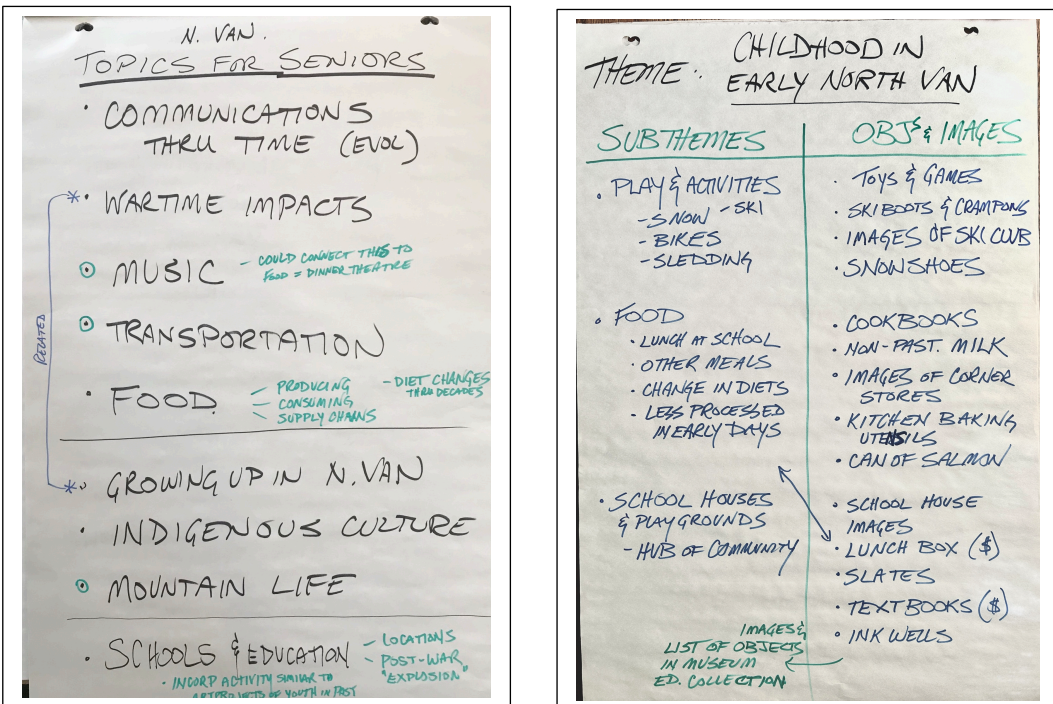 N. VAN.
TOPICS FOR SENIORS
• COMMUNICATIONS
THRU TIME (EVOL)
* • WARTIME IMPACTS
• MUSIC
- COULD CONNECT THIS TO
FOOD = DINNER THEATRE
• TRANSPORTATION
RELATED
• FOOD
- PRODUCING
- CONSUMING
- SUPPLY CHAINS
- DIET CHANGES
THRU DECADES
* • GROWING UP IN N. VAN
• INDIGENOUS CULTURE
• MOUNTAIN LIFE
• SCHOOLS & EDUCATION
- LOCATIONS
- POST-WAR
"EXPLOSION"
• INCORP ACTIVITY SIMILAR TO
ART PROJECTS OF YOUTH IN PAST
THEME: CHILDHOOD IN
EARLY NORTH VAN
SUBTHEMES
• PLAY & ACTIVITIES
- SNOW - SKI
- BIKES
- SLEDDING
• FOOD
• LUNCH AT SCHOOL
• OTHER MEALS
• CHANGE IN DIETS
• LESS PROCESSED
IN EARLY DAYS
• SCHOOL HOUSES
& PLAYGROUNDS
- HUB OF COMMUNITY
OBJS & IMAGES
• TOYS & GAMES
• SKI BOOTS & CRAMPONS
• IMAGES OF SKI CLUB
• SNOWSHOES
• COOKBOOKS
• NON-PAST. MILK
• IMAGES OF CORNER
STORES
• KITCHEN BAKING
UTENSILS
• CAN OF SALMON
• SCHOOL HOUSE
IMAGES
• LUNCH BOX ($)
• SLATES
• TEXTBOOKS ($)
• INK WELLS
IMAGES &
LIST OF OBJECTS
IN MUSEUM
ED. COLLECTION